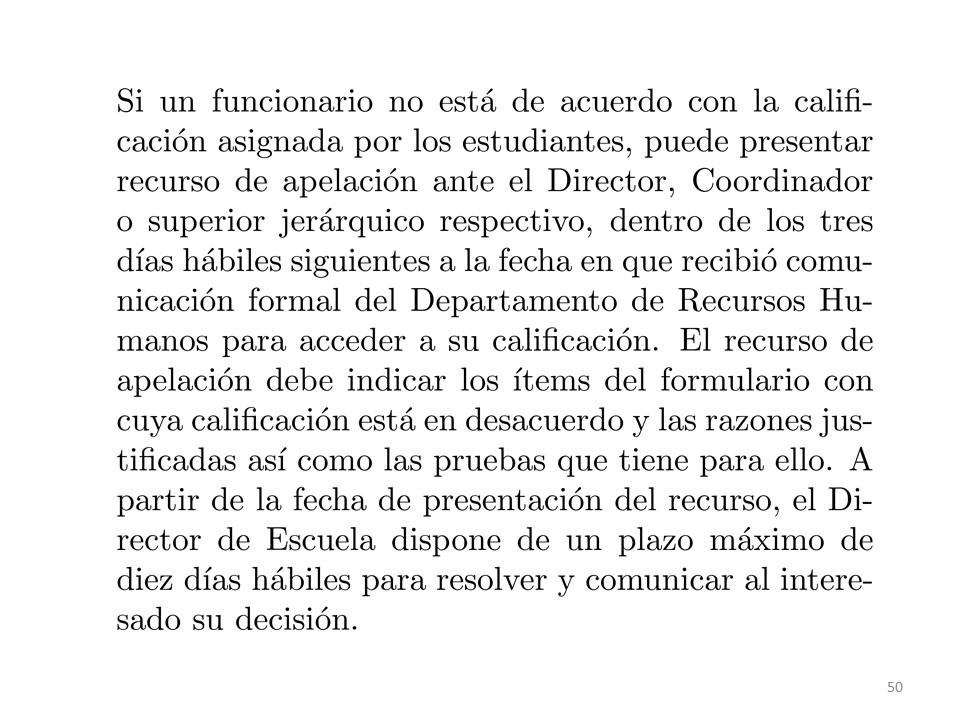 Si un funcionario no está de acuerdo con la califi-
cación asignada por los estudiantes, puede presentar
recurso de apelación ante el Director, Coordinador
o superior jerárquico respectivo, dentro de los tres
días hábiles siguientes a la fecha en que recibió comu-
nicación formal del Departamento de Recursos Hu-
manos para acceder a su calificación. El recurso de
apelación debe indicar los ítems del formulario con
cuya calificación está en desacuerdo y las razones jus-
tificadas así como las pruebas que tiene para ello. A
partir de la fecha de presentación del recurso, el Di-
rector de Escuela dispone de un plazo máximo de
diez días hábiles para resolver y comunicar al intere-
sado su decisión.
50